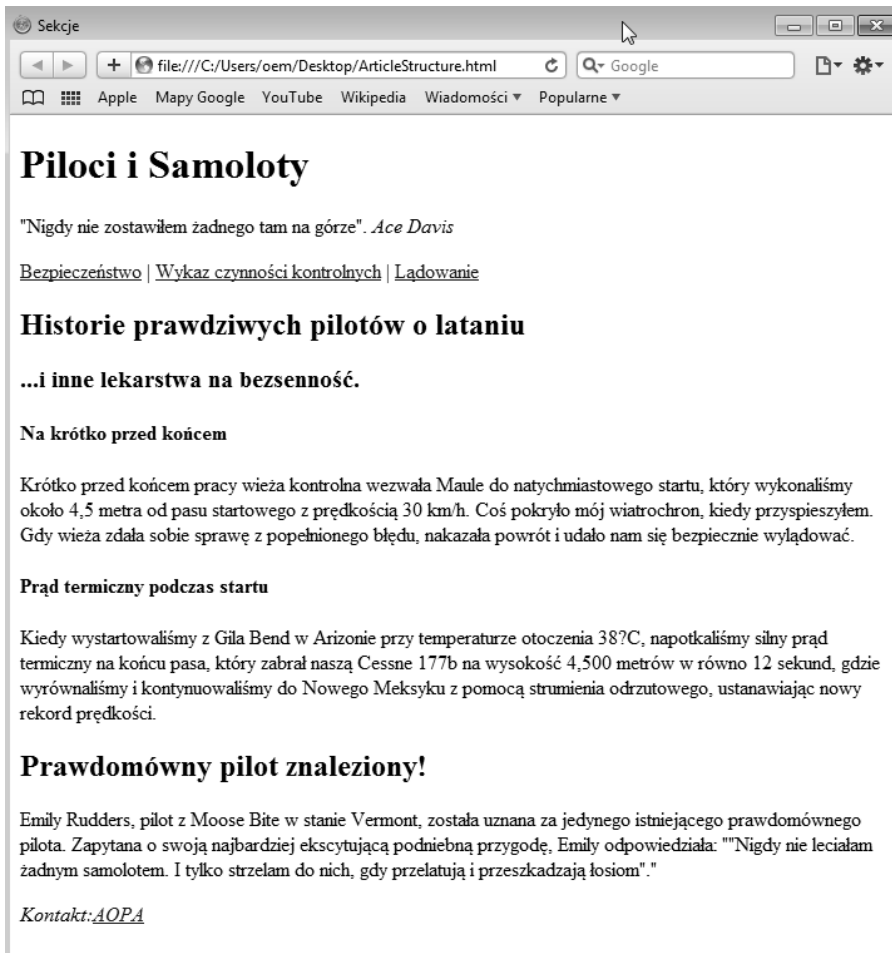 Sekcje
file:///C:/Users/oem/Desktop/ArticleStructure.html
Google
Apple Mapy Google YouTube Wikipedia Wiadomości Popularne
Piloci i Samoloty
"Nigdy nie zostawiłem żadnego tam na górze". Ace Davis
Bezpieczeństwo | Wykaz czynności kontrolnych | Lądowanie
Historie prawdziwych pilotów o lataniu
...i inne lekarstwa na bezsenność.
Na krótko przed końcem
Krótko przed końcem pracy wieża kontrolna wezwała Maule do natychmiastowego startu, który wykonaliśmy
około 4,5 metra od pasu startowego z prędkością 30 km/h. Coś pokryło mój wiatrochron, kiedy przyspieszyłem.
Gdy wieża zdała sobie sprawę z popełnionego błędu, nakazała powrót i udało nam się bezpiecznie wylądować.
Prąd termiczny podczas startu
Kiedy wystartowaliśmy z Gila Bend w Arizonie przy temperaturze otoczenia 38?C, napotkaliśmy silny prąd
termiczny na końcu pasa, który zabrał naszą Cessne 177b na wysokość 4,500 metrów w równo 12 sekund, gdzie
wyrównaliśmy i kontynuowaliśmy do Nowego Meksyku z pomocą strumienia odrzutowego, ustanawiając nowy
rekord prędkości.
Prawdomówny pilot znaleziony!
Emily Rudders, pilot z Moose Bite w stanie Vermont, została uznana za jedynego istniejącego prawdomównego
pilota. Zapytana o swoją najbardziej ekscytującą podniebną przygodę, Emily odpowiedziała: ""Nigdy nie leciałam
żadnym samolotem. I tylko strzelam do nich, gdy przelatują i przeszkadzają łosiom"."
Kontakt:AOPA